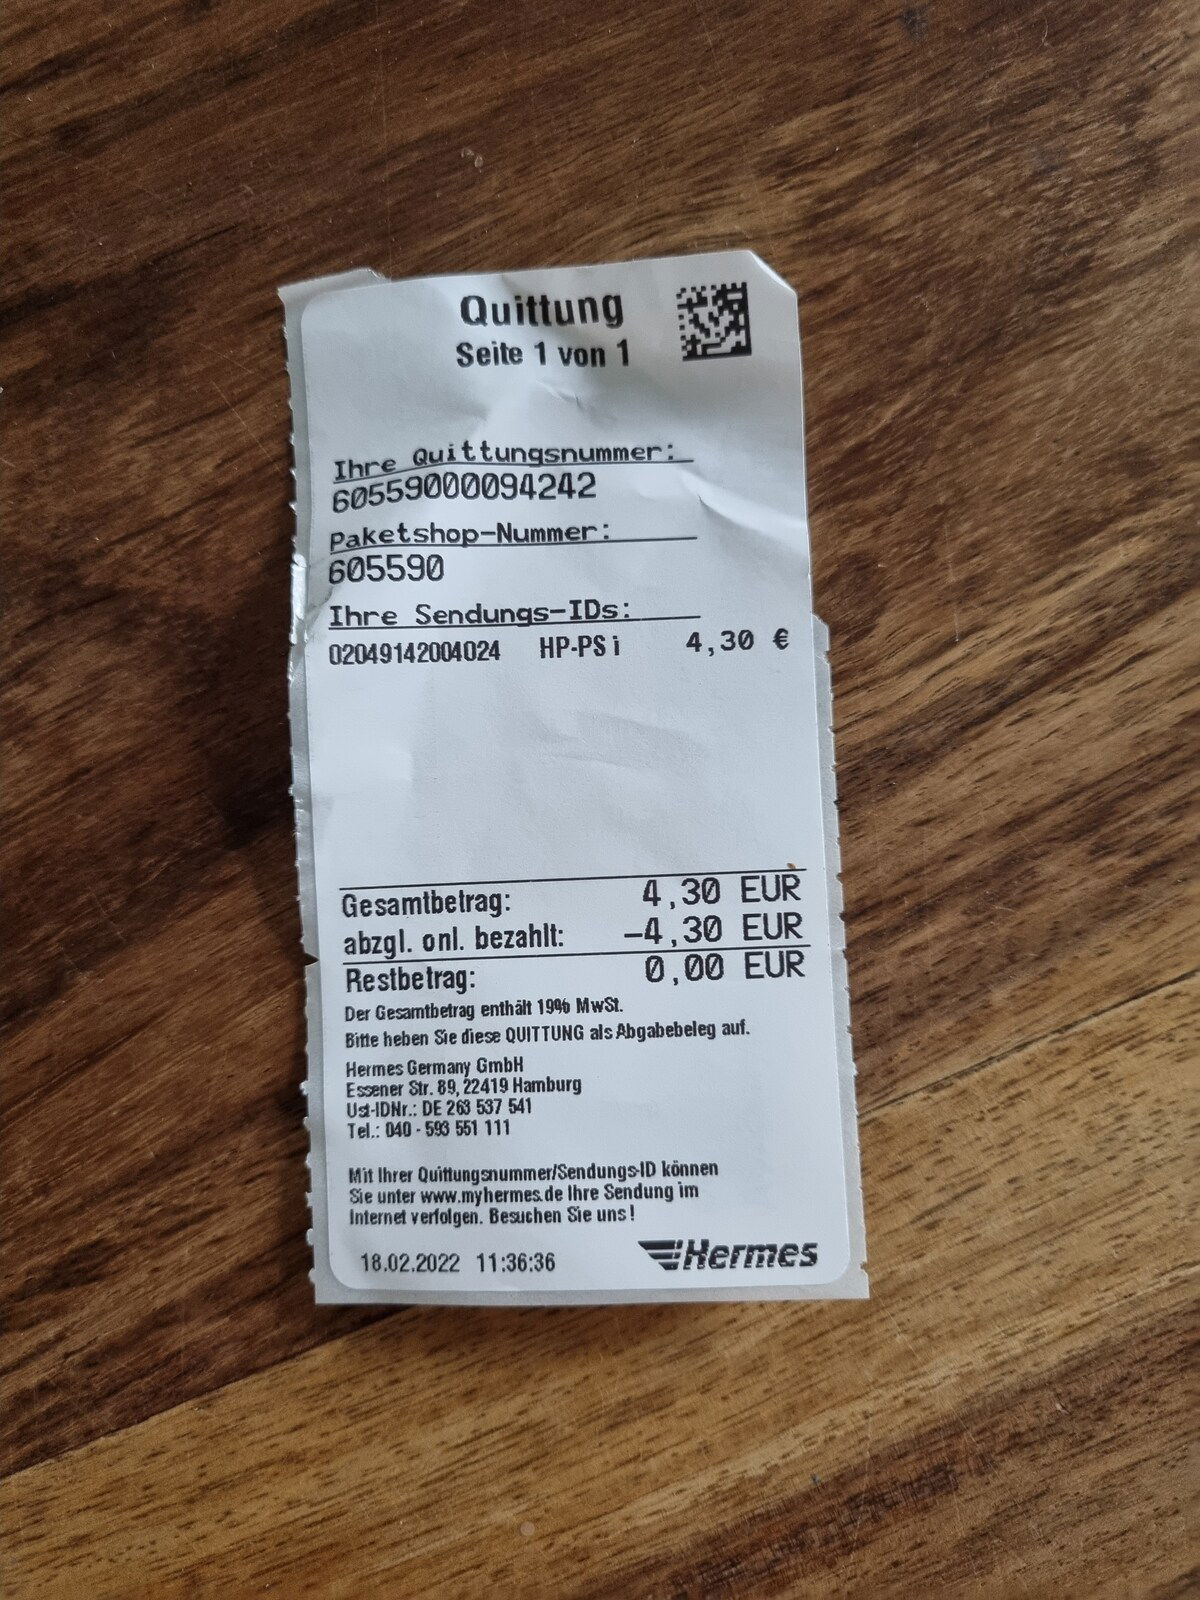 Quittung
Seite 1 von 1
Ihre Quittungsnummer:
60559000094242
Paketshop-Nummer:
605590
Ihre Sendungs-IDs:
02049142004024 HP-PS i 4,30 €
Gesamtbetrag: 4,30 EUR
abzgl. onl. bezahlt: -4,30 EUR
Restbetrag: 0,00 EUR
Der Gesamtbetrag enthält 19% MwSt.
Bitte heben Sie diese QUITTUNG als Abgabebeleg auf.
Hermes Germany GmbH
Essener Str. 89, 22419 Hamburg
Ust-IDNr.: DE 263 537 541
Tel.: 040 - 593 551 111
Mit Ihrer Quittungsnummer/Sendungs-ID können
Sie unter www.myhermes.de Ihre Sendung im
Internet verfolgen. Besuchen Sie uns!
18.02.2022 11:36:36 Hermes